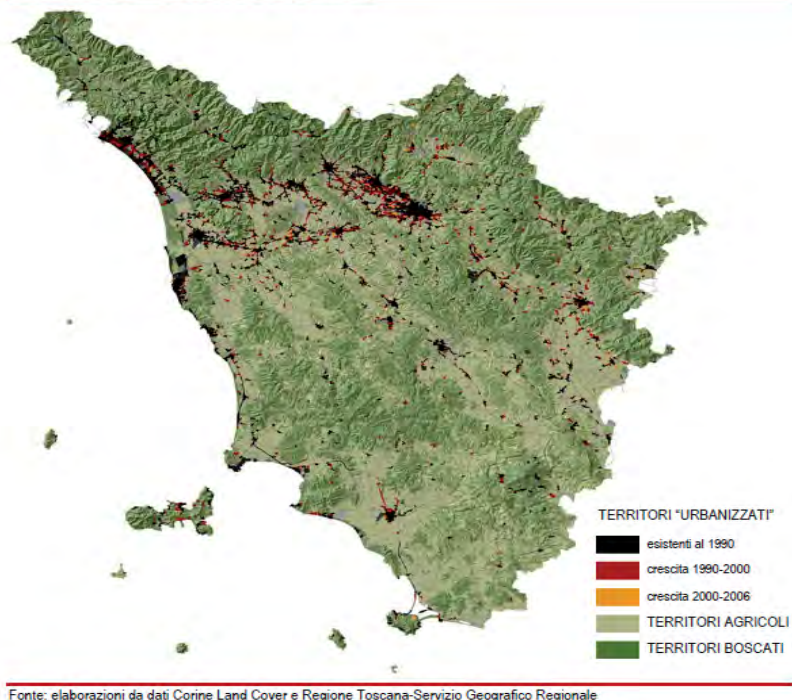 TERRITORI "URBANIZZATI"
esistenti al 1990
crescita 1990-2000
crescita 2000-2006
TERRITORI AGRICOLI
TERRITORI BOSCATI
Fonte: elaborazioni da dati Corine Land Cover e Regione Toscana-Servizio Geografico Regionale